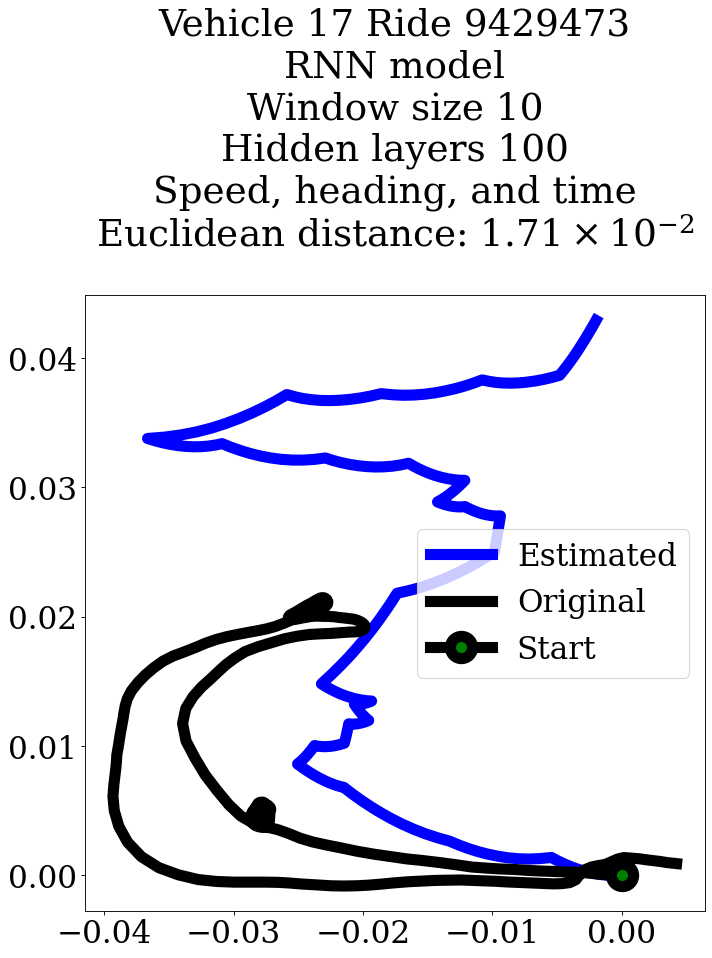 Vehicle 17 Ride 9429473
RNN model
Window size 10
Hidden layers 100
Speed, heading, and time
Euclidean distance: 1.71 × 10⁻²
0.04
0.03
0.02
0.01
0.00
Estimated
Original
Start
−0.04 −0.03 −0.02 −0.01 0.00